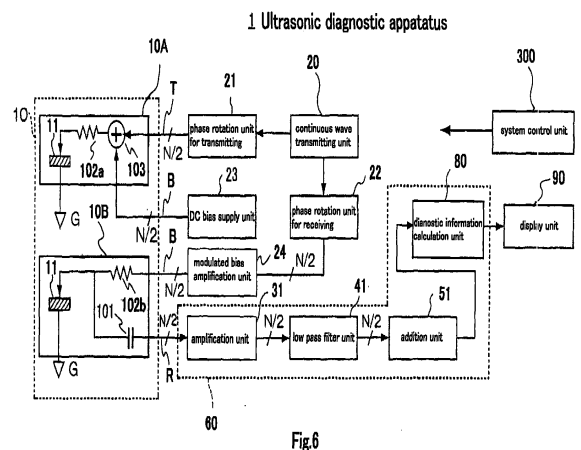 1 Ultrasonic diagnostic appatatus
10A
10
11
102a
103
G
T
N/2
21
phase rotation unit
for transmitting
20
continuous wave
transmitting unit
300
system control unit
B
N/2
23
DC bias supply unit
22
phase rotation unit
for receiving
80
dianostic information
calculation unit
90
display unit
10B
11
102b
101
G
B
N/2
24
modulated bias
amplification unit
N/2
N/2
R
31
amplification unit
N/2
41
low pass filter unit
N/2
51
addition unit
60
Fig.6